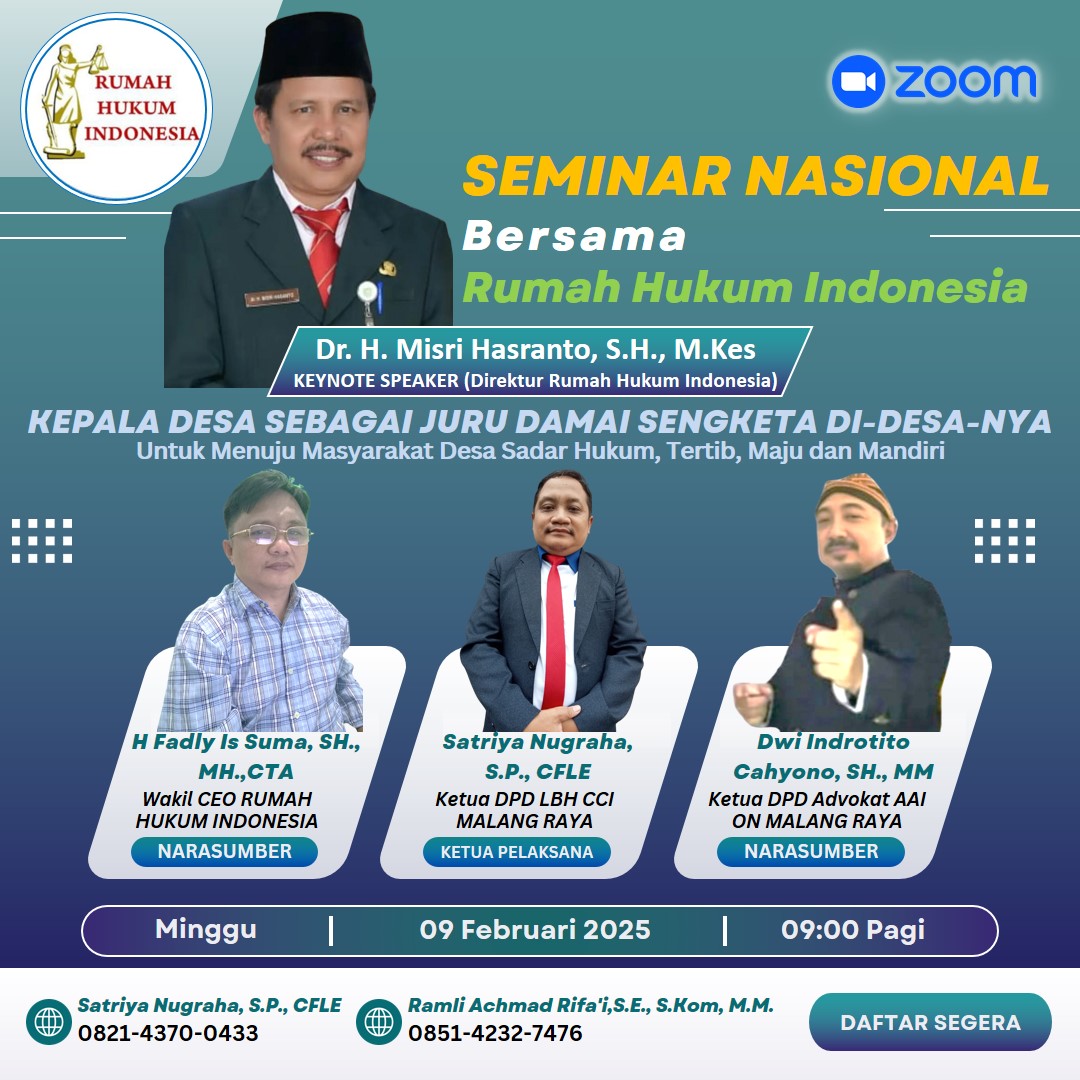 RUMAH
HUKUM
INDONESIA
zoom
SEMINAR NASIONAL
Bersama
Rumah Hukum Indonesia
Dr. H. Misri Hasranto, S.H., M.Kes
KEYNOTE SPEAKER (Direktur Rumah Hukum Indonesia)
KEPALA DESA SEBAGAI JURU DAMAI SENGKETA DI-DESA-NYA
Untuk Menuju Masyarakat Desa Sadar Hukum, Tertib, Maju dan Mandiri
H Fadly Is Suma, SH.,
MH.,CTA
Wakil CEO RUMAH
HUKUM INDONESIA
NARASUMBER
Satriya Nugraha,
S.P., CFLE
Ketua DPD LBH CCI
MALANG RAYA
KETUA PELAKSANA
Dwi Indrotito
Cahyono, SH., MM
Ketua DPD Advokat AAI
ON MALANG RAYA
NARASUMBER
Minggu | 09 Februari 2025 | 09:00 Pagi
Satriya Nugraha, S.P., CFLE
0821-4370-0433
Ramli Achmad Rifa'i,S.E., S.Kom, M.M.
0851-4232-7476
DAFTAR SEGERA